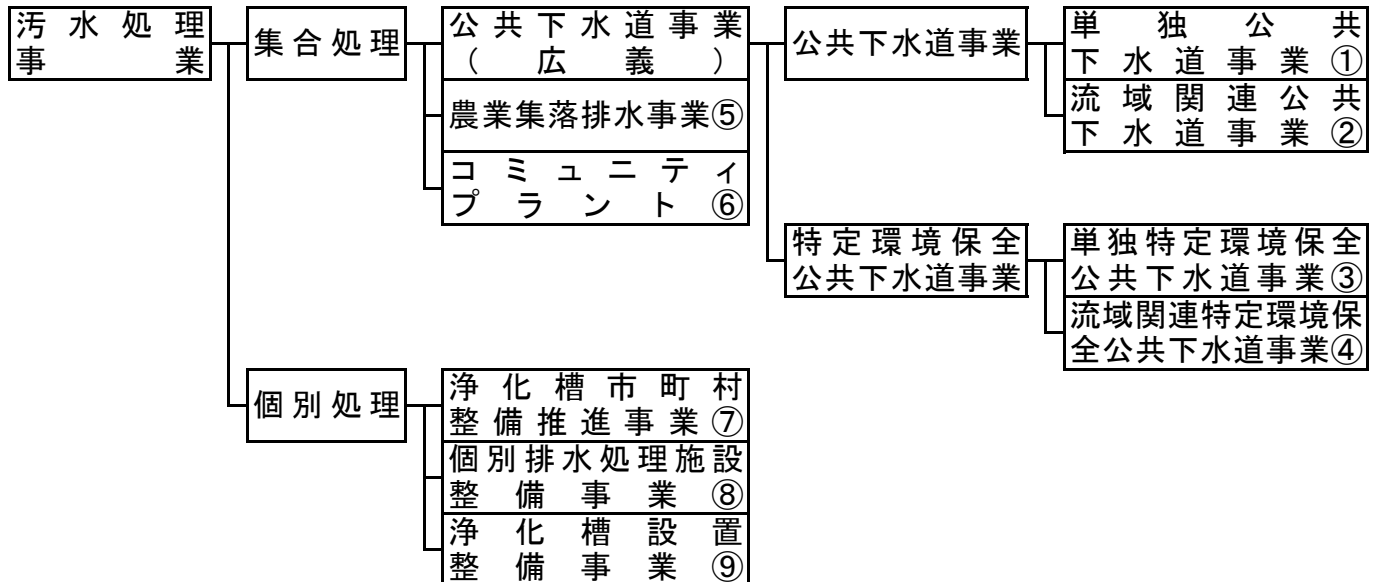 汚水処理
事業
集合処理
公共下水道事業
（広義）
公共下水道事業
単独公共
下水道事業①
流域関連公共
下水道事業②
農業集落排水事業⑤
コミュニティ
プラント⑥
特定環境保全
公共下水道事業
単独特定環境保全
公共下水道事業③
流域関連特定環境保
全公共下水道事業④
個別処理
浄化槽市町村
整備推進事業⑦
個別排水処理施設
整備事業⑧
浄化槽設置
整備事業⑨